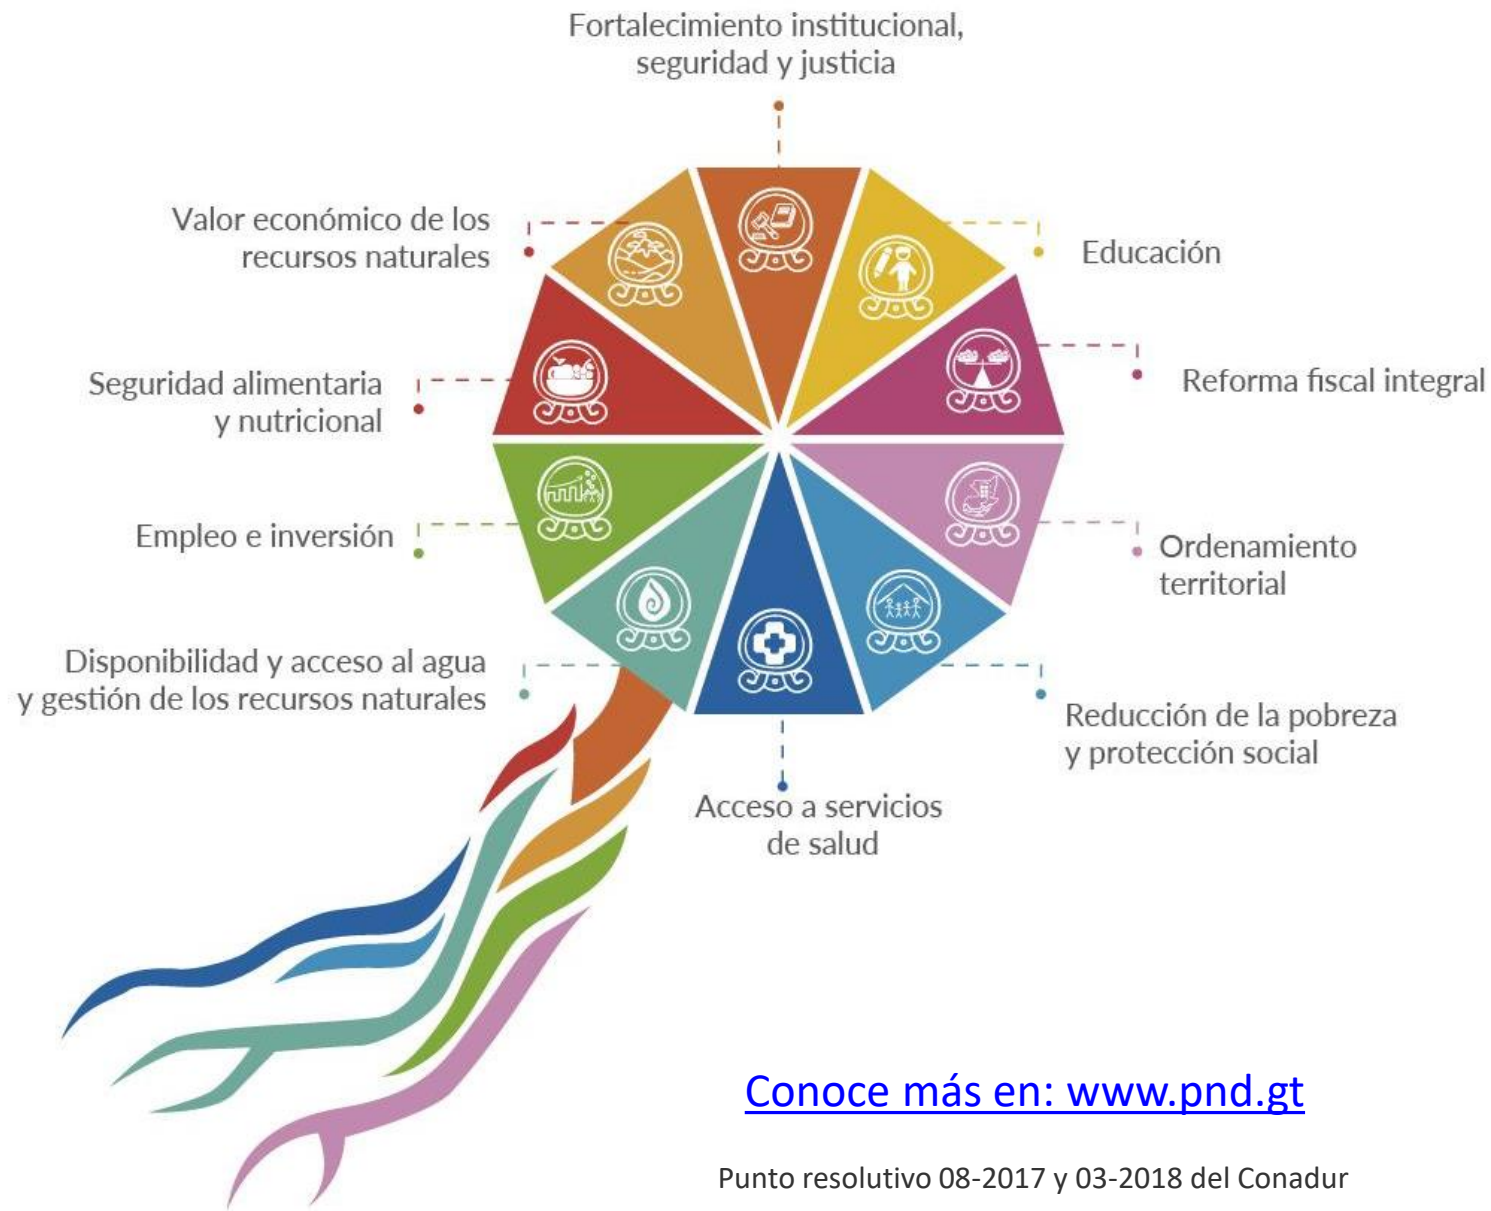 Fortalecimiento institucional,
seguridad y justicia
Valor económico de los
recursos naturales
Educación
Seguridad alimentaria
y nutricional
Reforma fiscal integral
Empleo e inversión
Ordenamiento
territorial
Disponibilidad y acceso al agua
y gestión de los recursos naturales
Reducción de la pobreza
y protección social
Acceso a servicios
de salud
Conoce más en: www.pnd.gt
Punto resolutivo 08-2017 y 03-2018 del Conadur